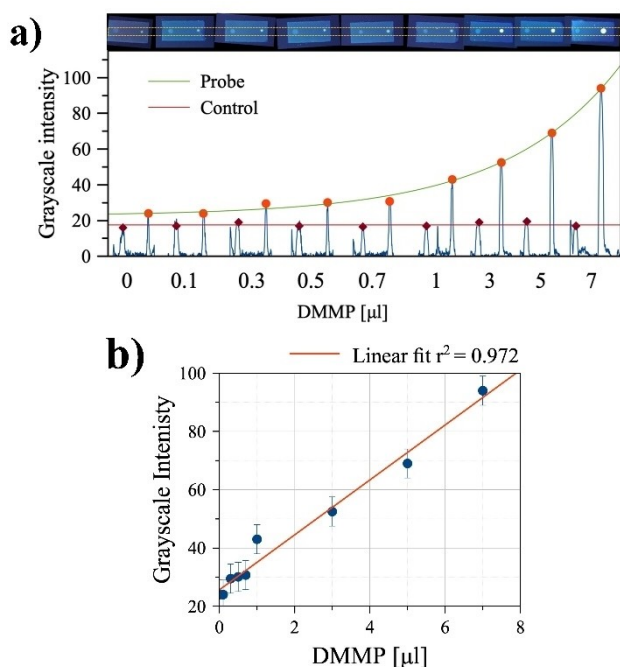 a)
100
80
60
40
20
0
Grayscale intensity
Probe
Control
0 0.1 0.3 0.5 0.7 1 3 5 7
DMMP [µl]
b)
Linear fit r² = 0.972
100
80
60
40
20
Grayscale Intenisty
0 2 4 6 8
DMMP [µl]